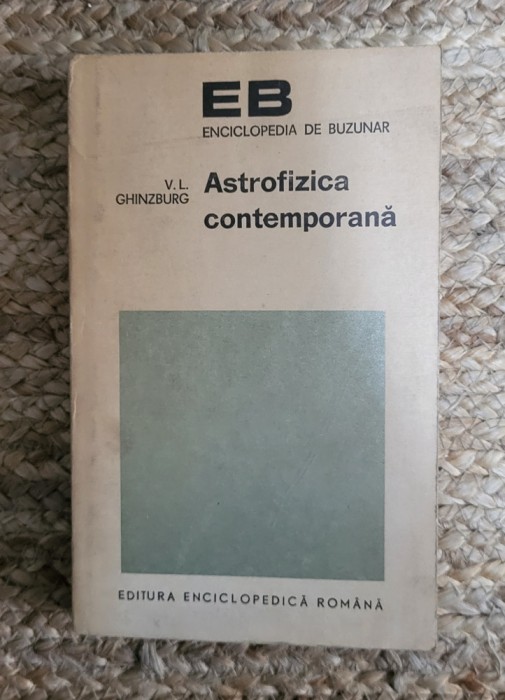 EB
ENCICLOPEDIA DE BUZUNAR
V. L.
GHINZBURG
Astrofizica
contemporană
EDITURA ENCICLOPEDICĂ ROMÂNĂ